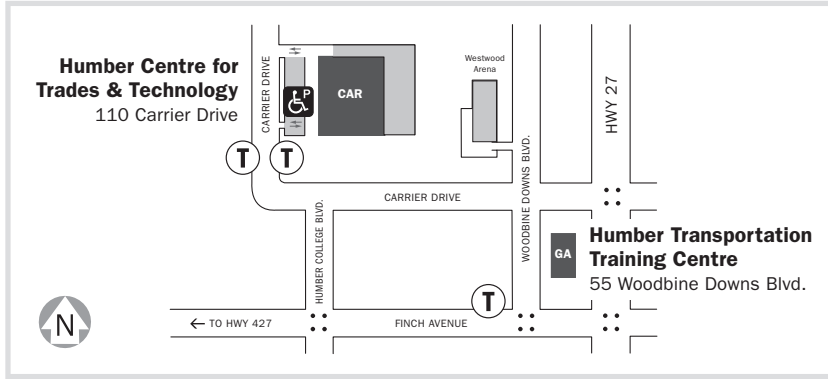 Humber Centre for
Trades & Technology
110 Carrier Drive
CARRIER DRIVE
P
CAR
Westwood
Arena
HWY 27
T
T
WOODBINE DOWNS BLVD.
CARRIER DRIVE
HUMBER COLLEGE BLVD.
GA
Humber Transportation
Training Centre
55 Woodbine Downs Blvd.
T
N
← TO HWY 427
FINCH AVENUE